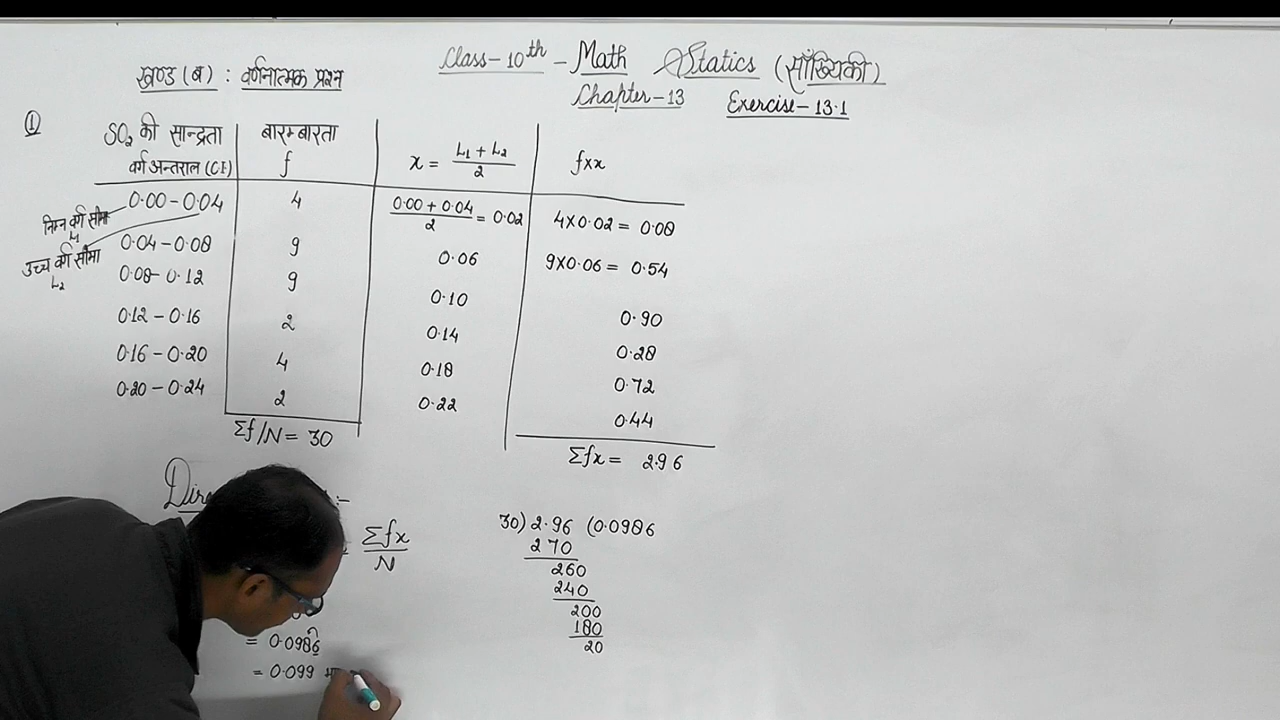 Class-10th - Math Statics (साँख्यिकी)
खण्ड (ब) : वर्णनात्मक प्रश्न
Chapter-13 Exercise-13.1
①
SO₂ की सान्द्रता
वर्ग अन्तराल (CI)
बारम्बारता
f
x = L₁ + L₂ / 2
f×x
0.00 - 0.04 4 0.00 + 0.04 / 2 = 0.02 4×0.02 = 0.08
निम्न वर्ग सीमा
L₁
0.04 - 0.08 9 0.06 9×0.06 = 0.54
उच्च वर्ग सीमा
L₂
0.08 - 0.12 9 0.10 0.90
0.12 - 0.16 2 0.14 0.28
0.16 - 0.20 4 0.18 0.72
0.20 - 0.24 2 0.22 0.44
Σf/N = 30 Σfx = 2.96
Σfx / N
30) 2.96 (0.0986
270
260
240
200
180
20
= 0.0986
= 0.099